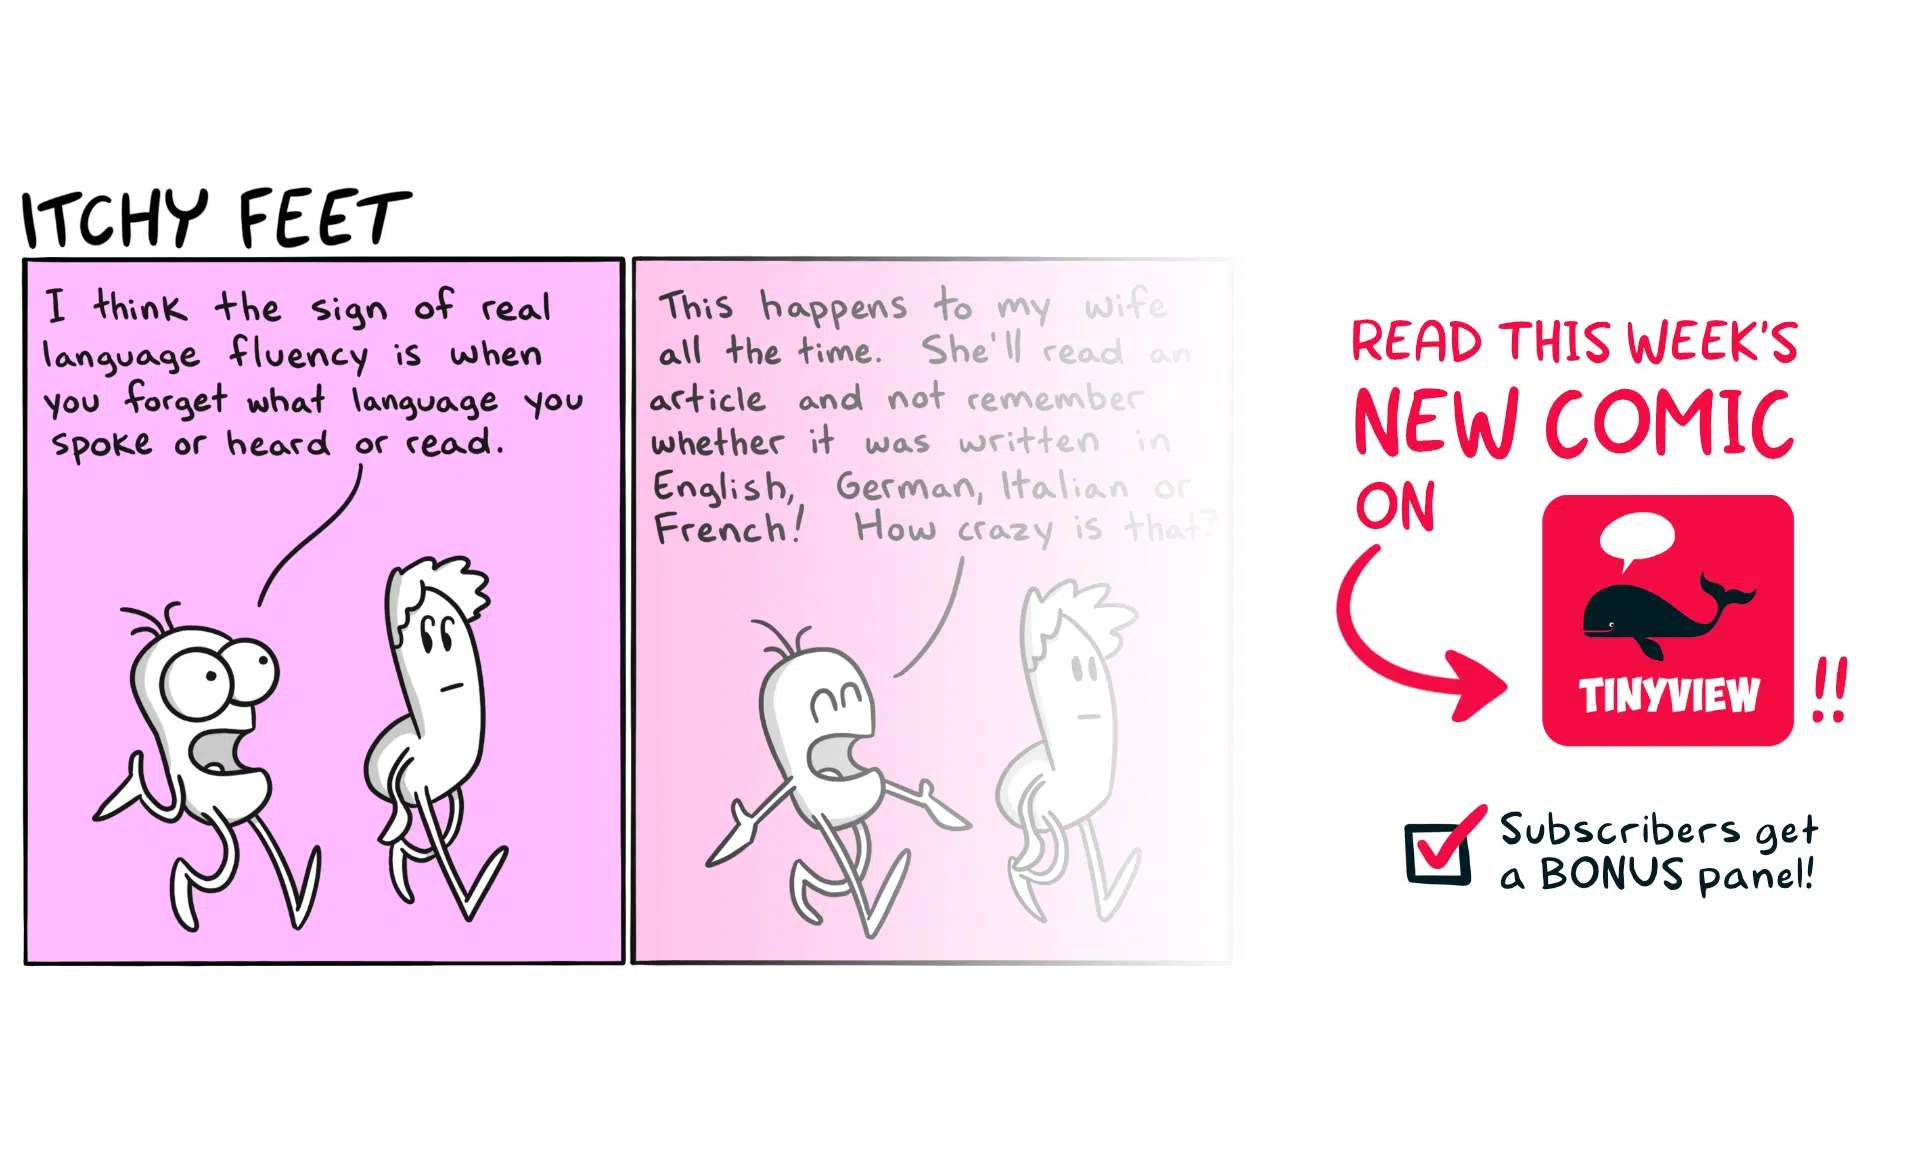 ITCHY FEET
I think the sign of real
language fluency is when
you forget what language you
spoke or heard or read.
This happens to my wife
all the time. She'll read an
article and not remember
whether it was written in
English, German, Italian or
French! How crazy is that?
READ THIS WEEK'S
NEW COMIC
ON
TINYVIEW
!!
Subscribers get
a BONUS panel!